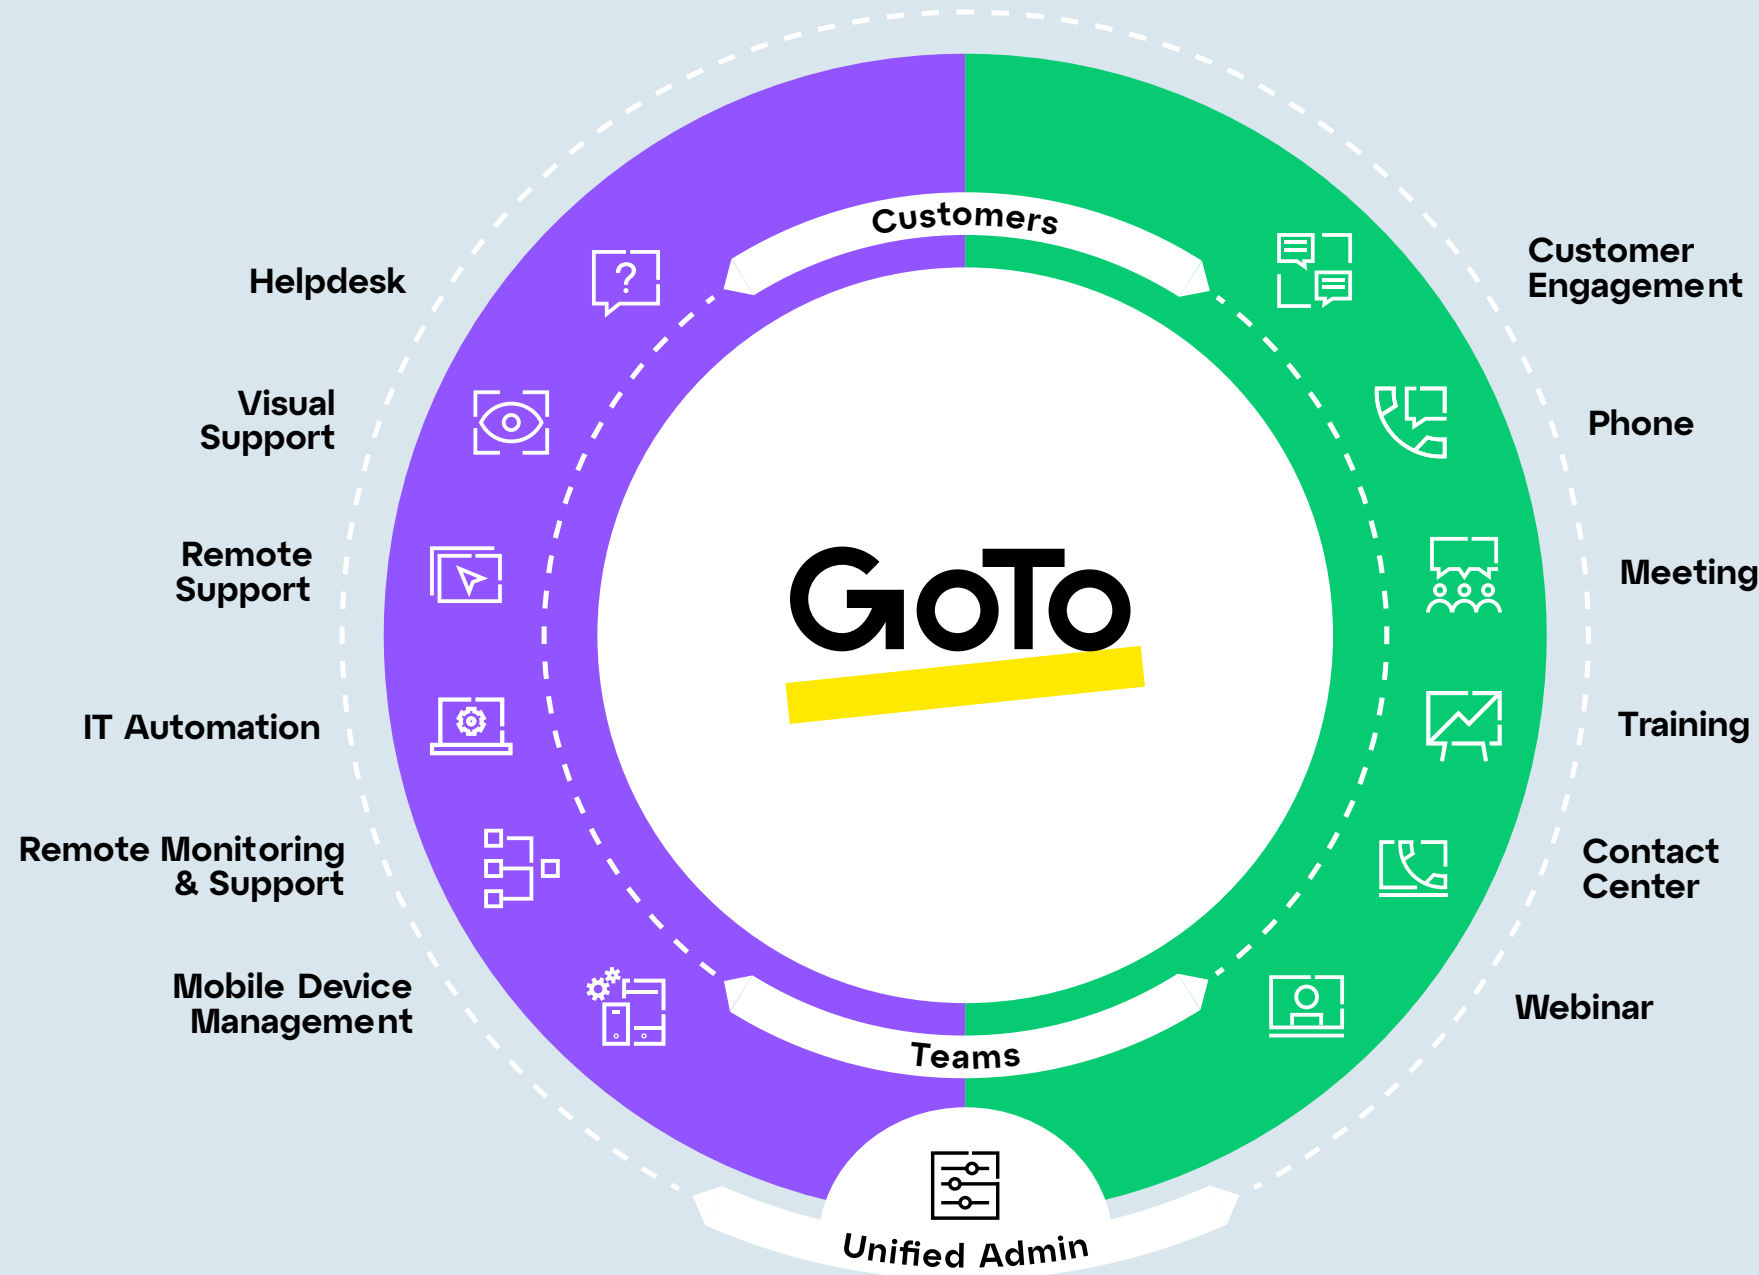 Customers
Helpdesk
Visual
Support
Remote
Support
IT Automation
Remote Monitoring
& Support
Mobile Device
Management
?
GoTo
Customer
Engagement
Phone
Meeting
Training
Contact
Center
Webinar
Teams
Unified Admin